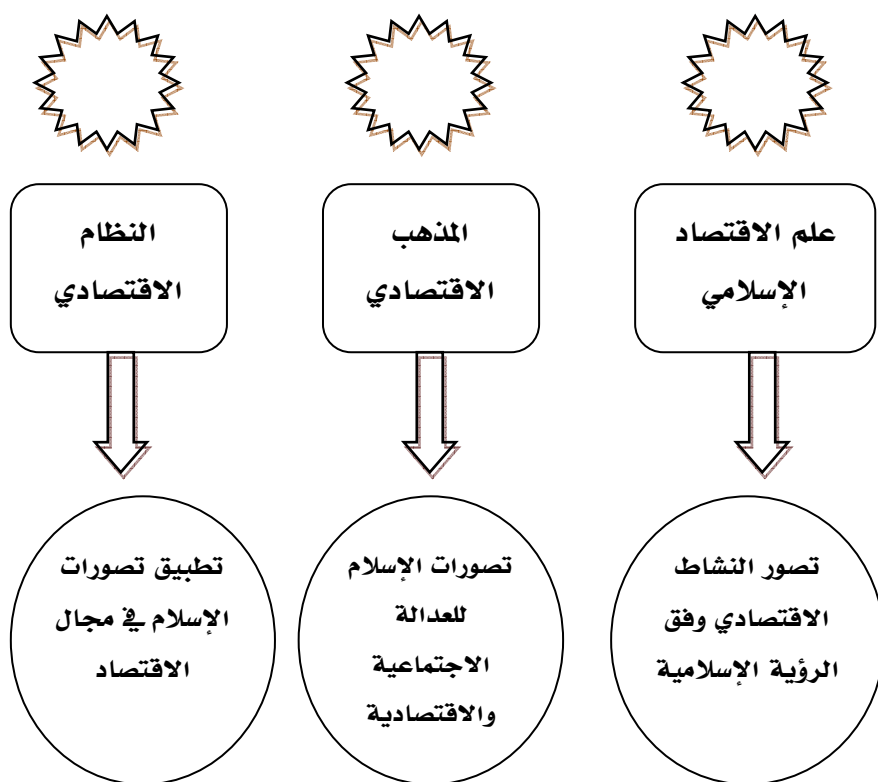 علم الاقتصاد
الإسلامي
المذهب
الاقتصادي
النظام
الاقتصادي
تصور النشاط
الاقتصادي وفق
الرؤية الإسلامية
تصورات الإسلام
للعدالة
الاجتماعية
والاقتصادية
تطبيق تصورات
الإسلام في مجال
الاقتصاد